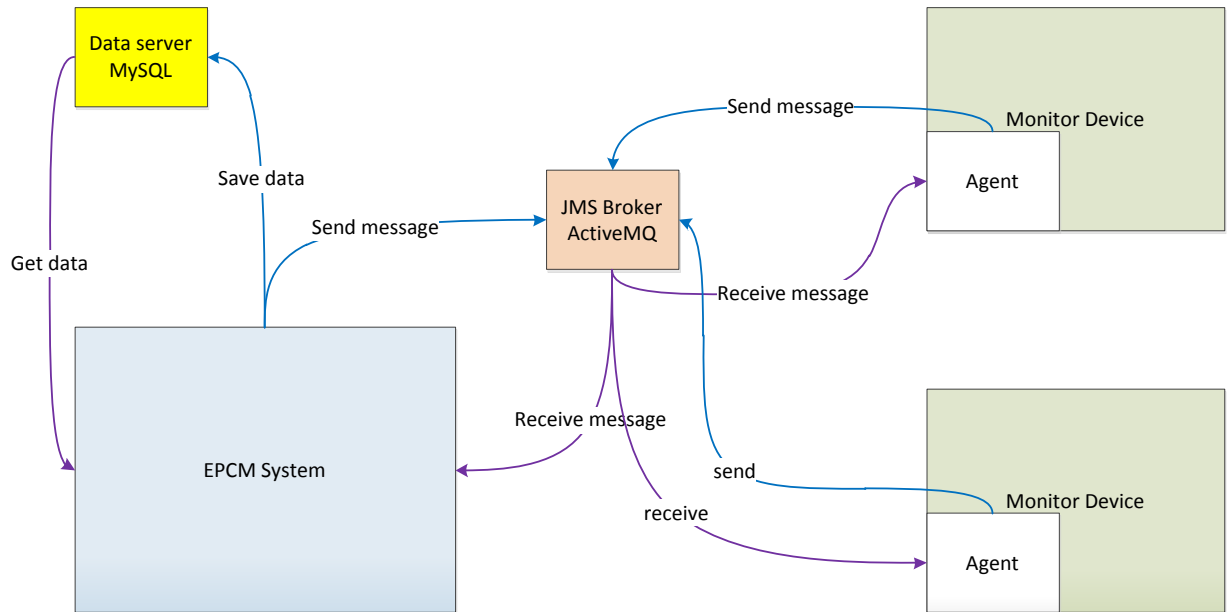 Data server
MySQL
Send message
Monitor Device
Agent
Save data
JMS Broker
ActiveMQ
Send message
Get data
Receive message
Receive message
EPCM System
send
receive
Monitor Device
Agent